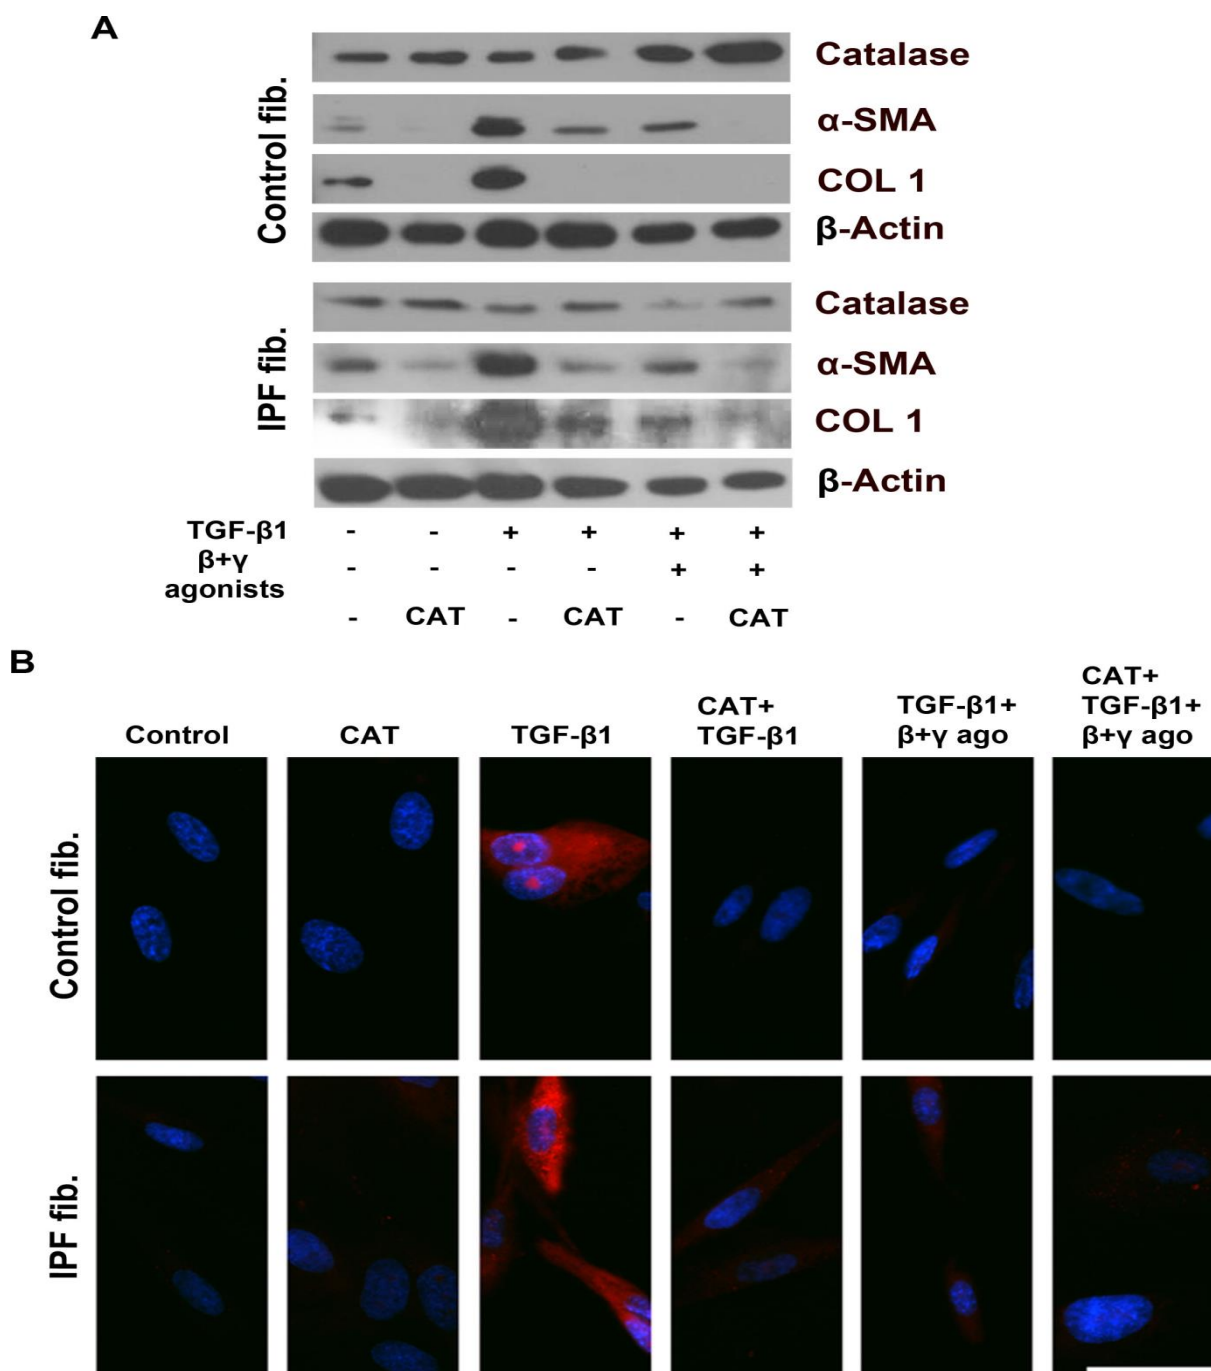 A
Control fib.
Catalase
α-SMA
COL 1
β-Actin
IPF fib.
Catalase
α-SMA
COL 1
β-Actin
TGF-β1 - - + + + +
β+γ
agonists - - - - + +
- CAT - CAT - CAT
B
Control
CAT
TGF-β1
CAT+
TGF-β1
TGF-β1+
β+γ ago
CAT+
TGF-β1+
β+γ ago
Control fib.
IPF fib.